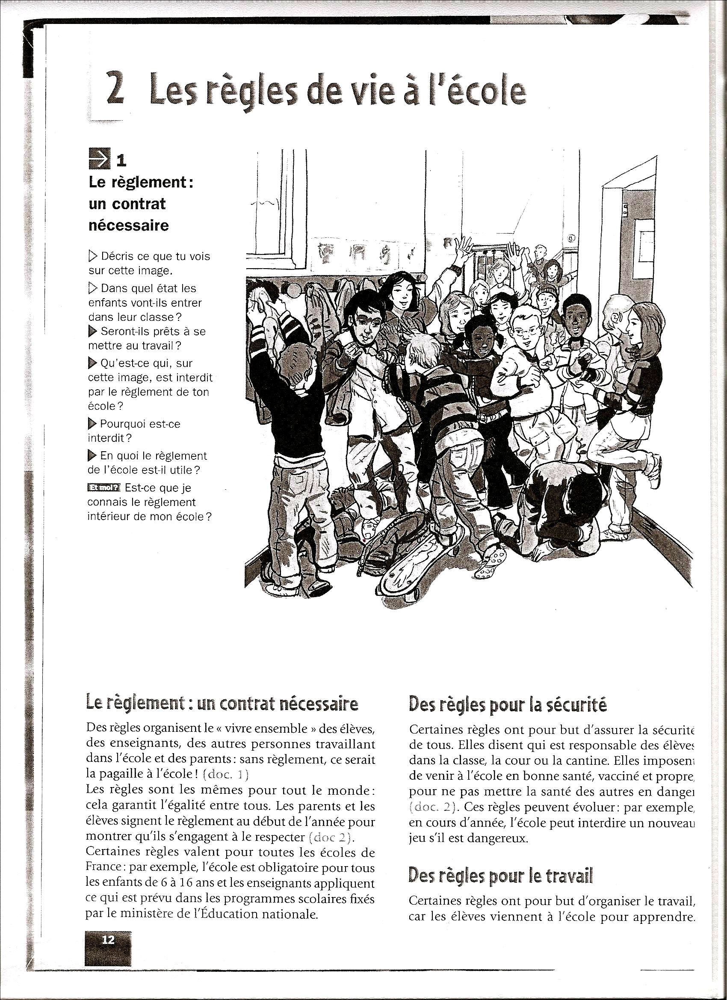 2 Les règles de vie à l'école
1
Le règlement :
un contrat
nécessaire
Décris ce que tu vois
sur cette image.
Dans quel état les
enfants vont-ils entrer
dans leur classe ?
Seront-ils prêts à se
mettre au travail ?
Qu'est-ce qui, sur
cette image, est interdit
par le règlement de ton
école ?
Pourquoi est-ce
interdit ?
En quoi le règlement
de l'école est-il utile ?
Et moi ? Est-ce que je
connais le règlement
intérieur de mon école ?
Le règlement : un contrat nécessaire
Des règles organisent le « vivre ensemble » des élèves,
des enseignants, des autres personnes travaillant
dans l'école et des parents : sans règlement, ce serait
la pagaille à l'école ! (doc. 1)
Les règles sont les mêmes pour tout le monde :
cela garantit l'égalité entre tous. Les parents et les
élèves signent le règlement au début de l'année pour
montrer qu'ils s'engagent à le respecter (doc 2).
Certaines règles valent pour toutes les écoles de
France : par exemple, l'école est obligatoire pour tous
les enfants de 6 à 16 ans et les enseignants appliquent
ce qui est prévu dans les programmes scolaires fixés
par le ministère de l'Éducation nationale.
Des règles pour la sécurité
Certaines règles ont pour but d'assurer la sécurité
de tous. Elles disent qui est responsable des élèves
dans la classe, la cour ou la cantine. Elles imposent
de venir à l'école en bonne santé, vacciné et propre,
pour ne pas mettre la santé des autres en danger
(doc. 2). Ces règles peuvent évoluer : par exemple,
en cours d'année, l'école peut interdire un nouveau
jeu s'il est dangereux.
Des règles pour le travail
Certaines règles ont pour but d'organiser le travail,
car les élèves viennent à l'école pour apprendre.
12